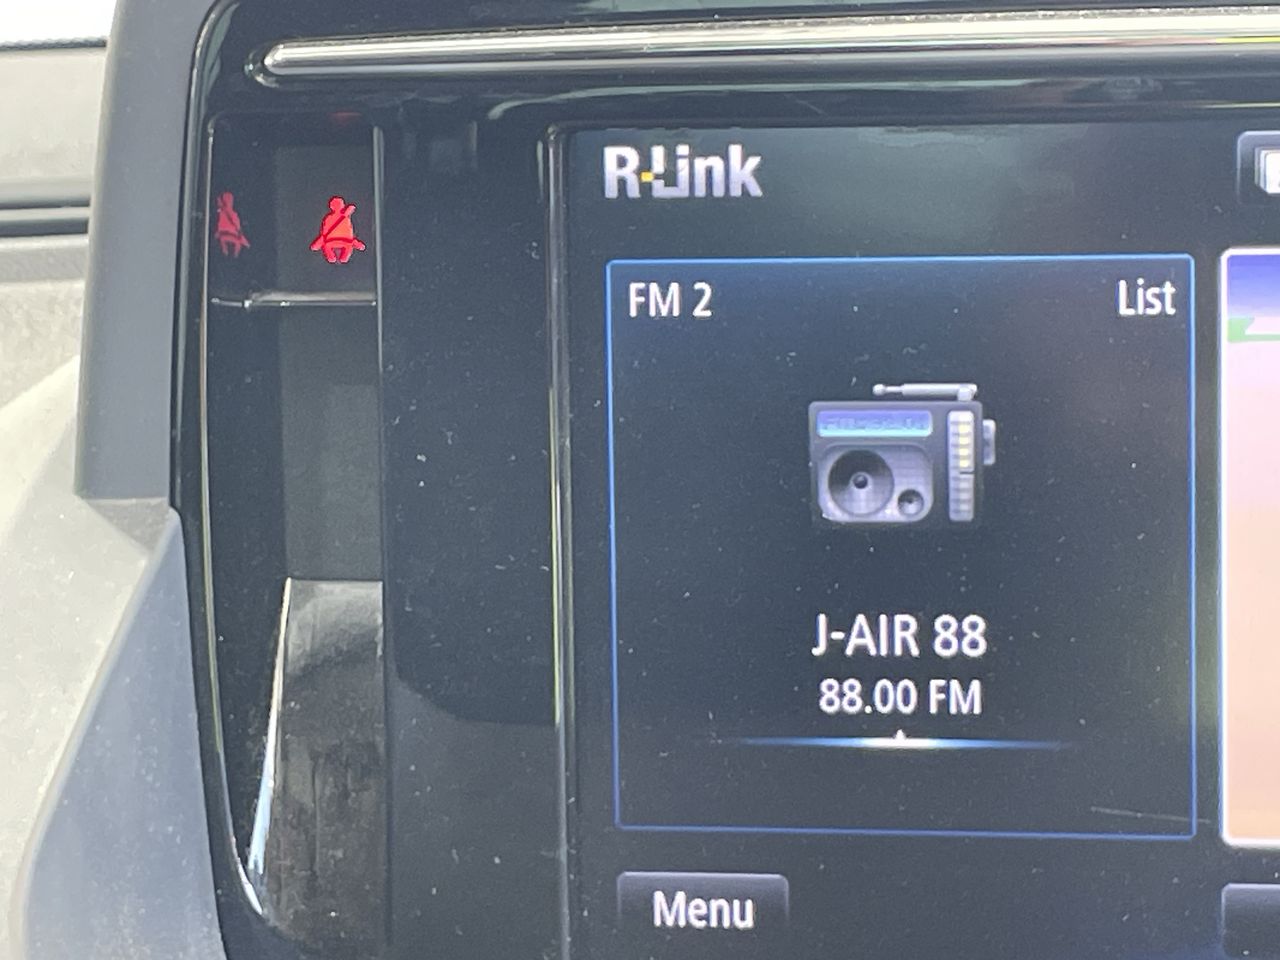 R-Link
FM 2
List
J-AIR 88
88.00 FM
Menu